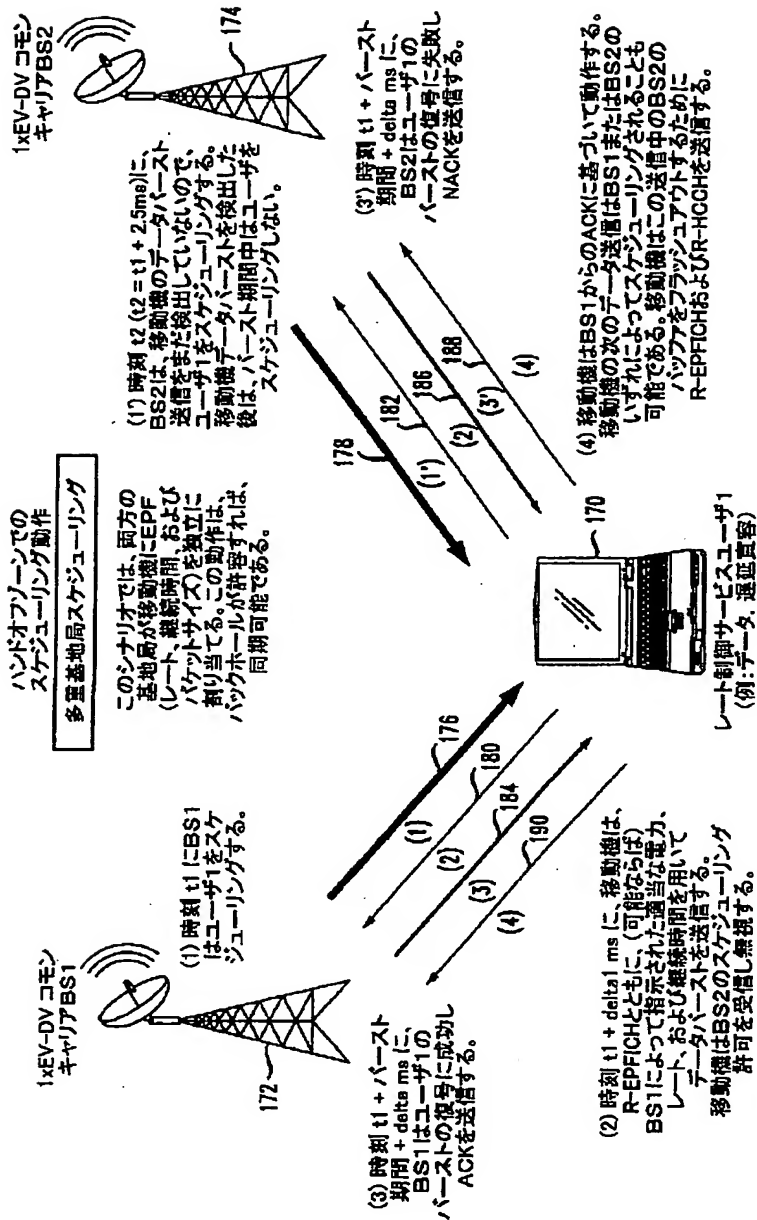 ハンドオフゾーンでの
スケジューリング動作
多重基地局スケジューリング
このシナリオでは、両方の
基地局が移動機にEPF
(レート、継続時間、および
パケットサイズ)を独立に
割り当てる。この動作は、
バックホールが許容すれば、
同期可能である。
1xEV-DV コモン
キャリアBS1
172
(1) 時刻 t1 にBS1
はユーザ1をスケ
ジューリングする。
(3) 時刻 t1 + バースト
期間 + delta ms に、
BS1はユーザ1の
バーストの復号に成功し
ACKを送信する。
(1)
176
(2)
180
(3)
184
(4)
190
(2) 時刻 t1 + delta1 ms に、移動機は、
R-EPFICHとともに、(可能ならば)
BS1によって指示された適当な電力、
レート、および継続時間を用いて
データバーストを送信する。
移動機はBS2のスケジューリング
許可を受信し無視する。
1xEV-DV コモン
キャリアBS2
174
(1') 時刻 t2 (t2 = t1 + 2.5ms)に、
BS2は、移動機のデータバースト
送信をまだ検出していないので、
ユーザ1をスケジューリングする。
移動機データバーストを検出した
後は、バースト期間中はユーザを
スケジューリングしない。
(3') 時刻 t1 + バースト
期間 + delta ms に、
BS2はユーザ1の
バーストの復号に失敗し
NACKを送信する。
178
(1')
182
(2)
186
(3')
188
(4)
(4) 移動機はBS1からのACKに基づいて動作する。
移動機の次のデータ送信はBS1またはBS2の
いずれによってスケジューリングされることも
可能である。移動機はこの送信中のBS2の
バッファをフラッシュアウトするために
R-EPFICHおよびR-HCCHを送信する。
170
レート制御サービスユーザ1
(例:データ, 遅延寛容)